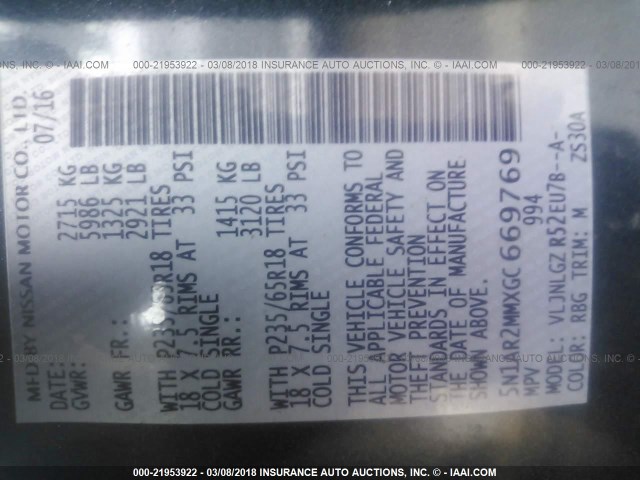 000-21953922 - 03/08/2018 INSURANCE AUTO AUCTIONS, INC. - © - IAAI.COM
MFD BY NISSAN MOTOR CO., LTD
DATE: 07/16
GVWR: 2715 KG
5986 LB
GAWR FR.: 1325 KG
2921 LB
WITH P235/65R18 TIRES
18 X 7.5 RIMS AT 33 PSI
COLD SINGLE
GAWR RR.: 1415 KG
3120 LB
WITH P235/65R18 TIRES
18 X 7.5 RIMS AT 33 PSI
COLD SINGLE
THIS VEHICLE CONFORMS TO
ALL APPLICABLE FEDERAL
MOTOR VEHICLE SAFETY AND
THEFT PREVENTION
STANDARDS IN EFFECT ON
THE DATE OF MANUFACTURE
SHOWN ABOVE.
5N1AR2MMXGC669769
MPV 994
MODEL: VLJNLGZ R52EU7B--A-
COLOR: RBG TRIM: M ZS30A
000-21953922 - 03/08/2018 INSURANCE AUTO AUCTIONS, INC. - © - IAAI.COM